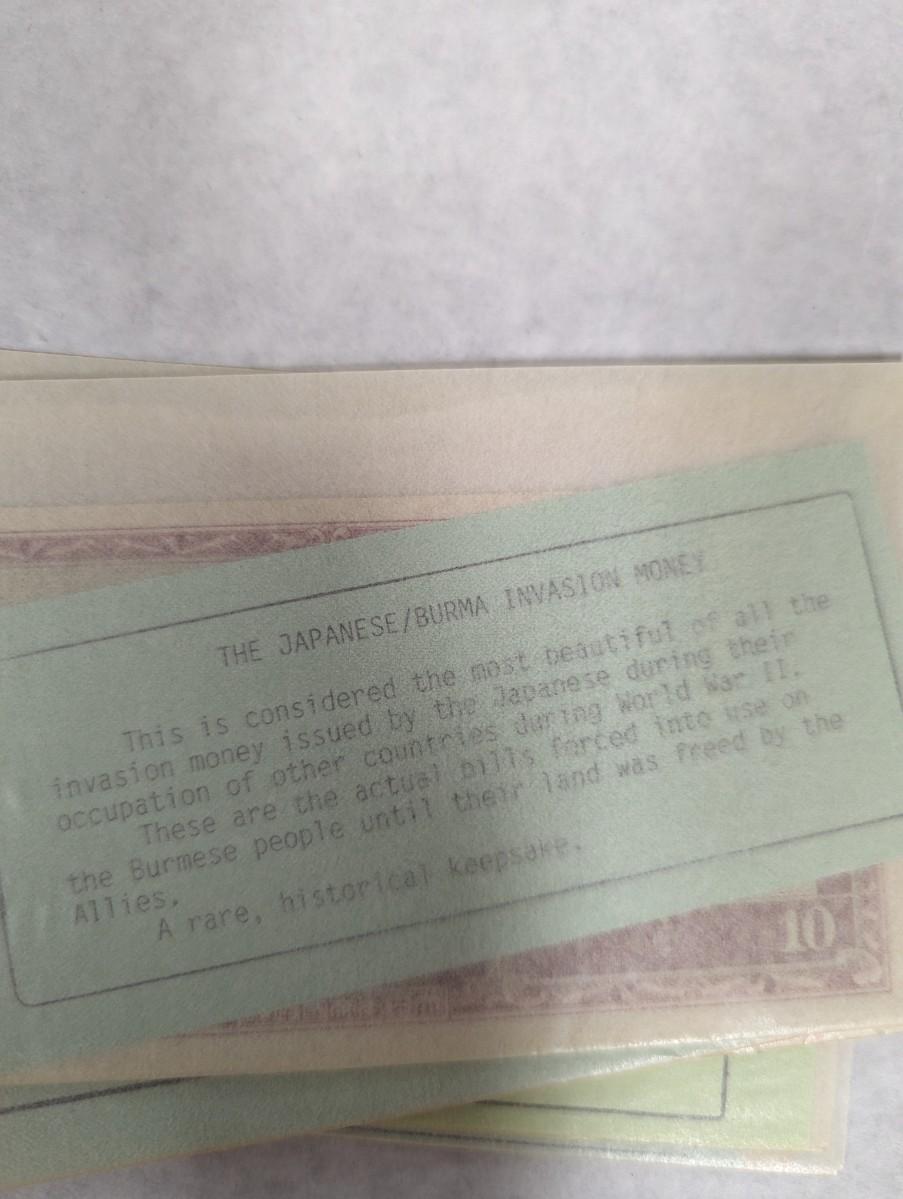 THE JAPANESE/BURMA INVASION MONEY
This is considered the most beautiful of all the
invasion money issued by the Japanese during their
occupation of other countries during World War II.
These are the actual bills forced into use on
the Burmese people until their land was freed by the
Allies.
A rare, historical keepsake.
10